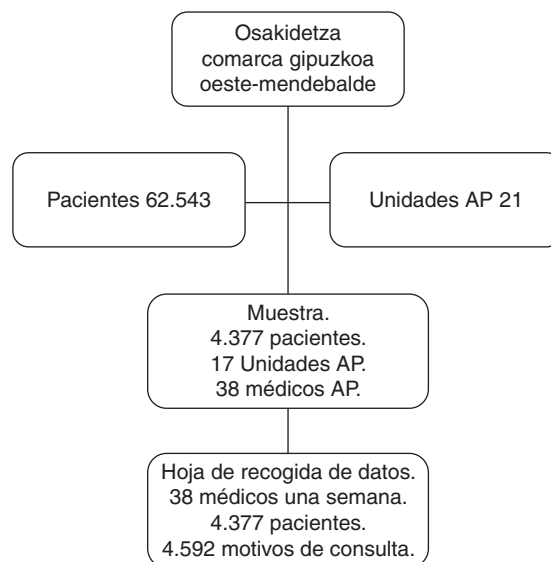 Osakidetza
comarca gipuzkoa
oeste-mendebalde
Pacientes 62.543
Unidades AP 21
Muestra.
4.377 pacientes.
17 Unidades AP.
38 médicos AP.
Hoja de recogida de datos.
38 médicos una semana.
4.377 pacientes.
4.592 motivos de consulta.